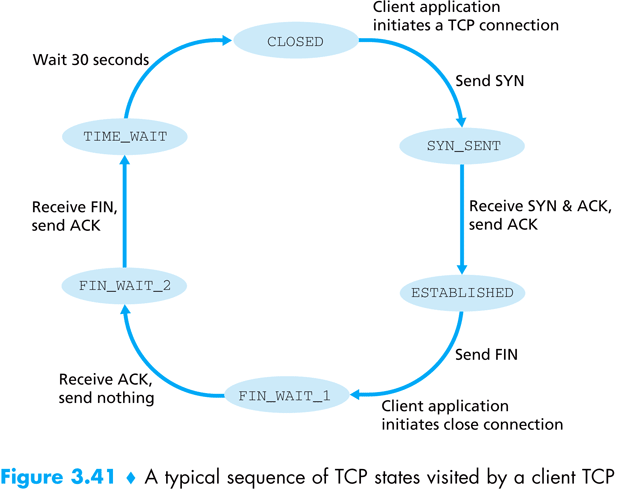 Client application
initiates a TCP connection
CLOSED
Wait 30 seconds
Send SYN
TIME_WAIT
SYN_SENT
Receive FIN,
send ACK
Receive SYN & ACK,
send ACK
FIN_WAIT_2
ESTABLISHED
Send FIN
Receive ACK,
send nothing
FIN_WAIT_1
Client application
initiates close connection
Figure 3.41 ♦ A typical sequence of TCP states visited by a client TCP